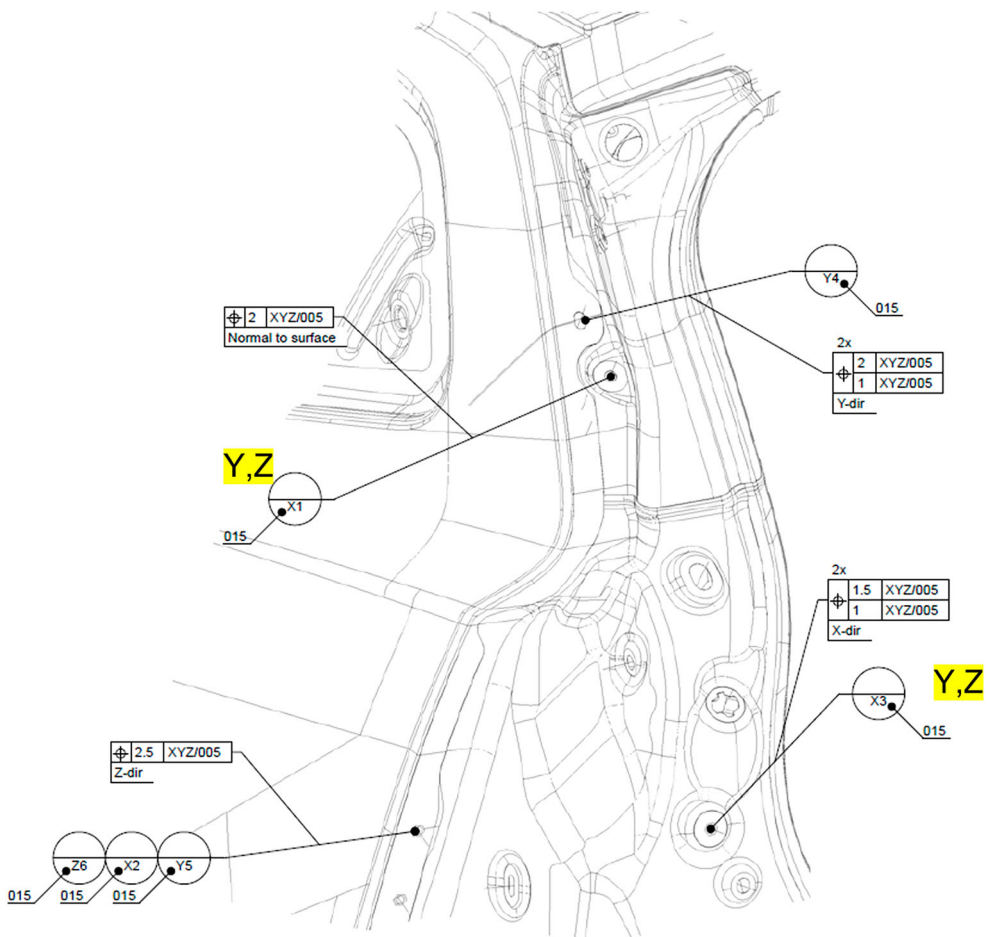 Y4
015
⌖ 2 XYZ/005
Normal to surface
2x
⌖ 2 XYZ/005
1 XYZ/005
Y-dir
Y,Z
X1
015
2x
⌖ 1.5 XYZ/005
1 XYZ/005
X-dir
Y,Z
X3
015
⌖ 2.5 XYZ/005
Z-dir
Z6 X2 Y5
015 015 015